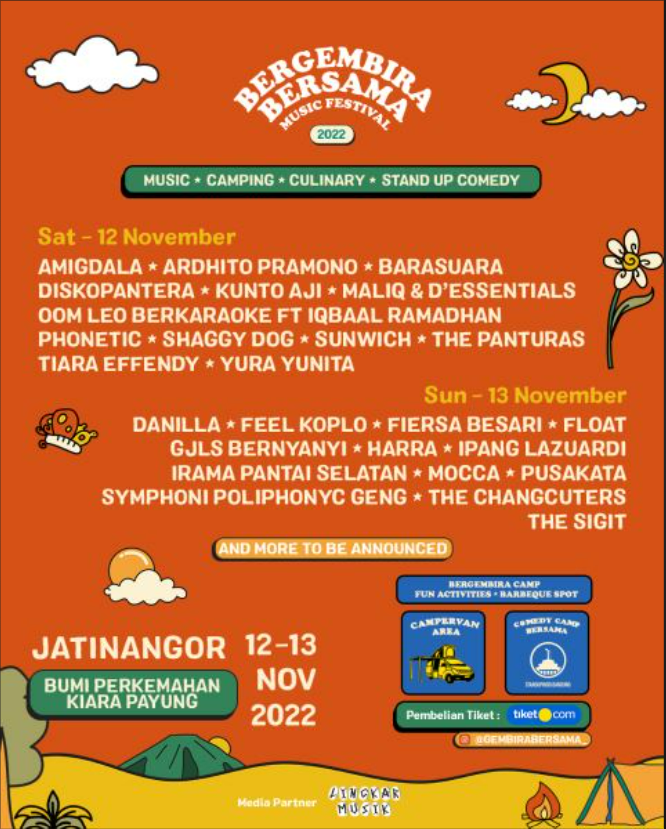 BERGEMBIRA
BERSAMA
MUSIC FESTIVAL
2022
MUSIC ★ CAMPING ★ CULINARY ★ STAND UP COMEDY
Sat - 12 November
AMIGDALA ★ ARDHITO PRAMONO ★ BARASUARA
DISKOPANTERA ★ KUNTO AJI ★ MALIQ & D'ESSENTIALS
OOM LEO BERKARAOKE FT IQBAAL RAMADHAN
PHONETIC ★ SHAGGY DOG ★ SUNWICH ★ THE PANTURAS
TIARA EFFENDY ★ YURA YUNITA
Sun - 13 November
DANILLA ★ FEEL KOPLO ★ FIERSA BESARI ★ FLOAT
GJLS BERNYANYI ★ HARRA ★ IPANG LAZUARDI
IRAMA PANTAI SELATAN ★ MOCCA ★ PUSAKATA
SYMPHONI POLIPHONYC GENG ★ THE CHANGCUTERS
THE SIGIT
AND MORE TO BE ANNOUNCED
BERGEMBIRA CAMP
FUN ACTIVITIES • BARBEQUE SPOT
CAMPERVAN
AREA
COMEDY CAMP
BERSAMA
JATINANGOR
BUMI PERKEMAHAN
KIARA PAYUNG
12-13
NOV
2022
Pembelian Tiket :
tiket com
@GEMBIRABERSAMA_
Media Partner
LINGKAR
MUSIK